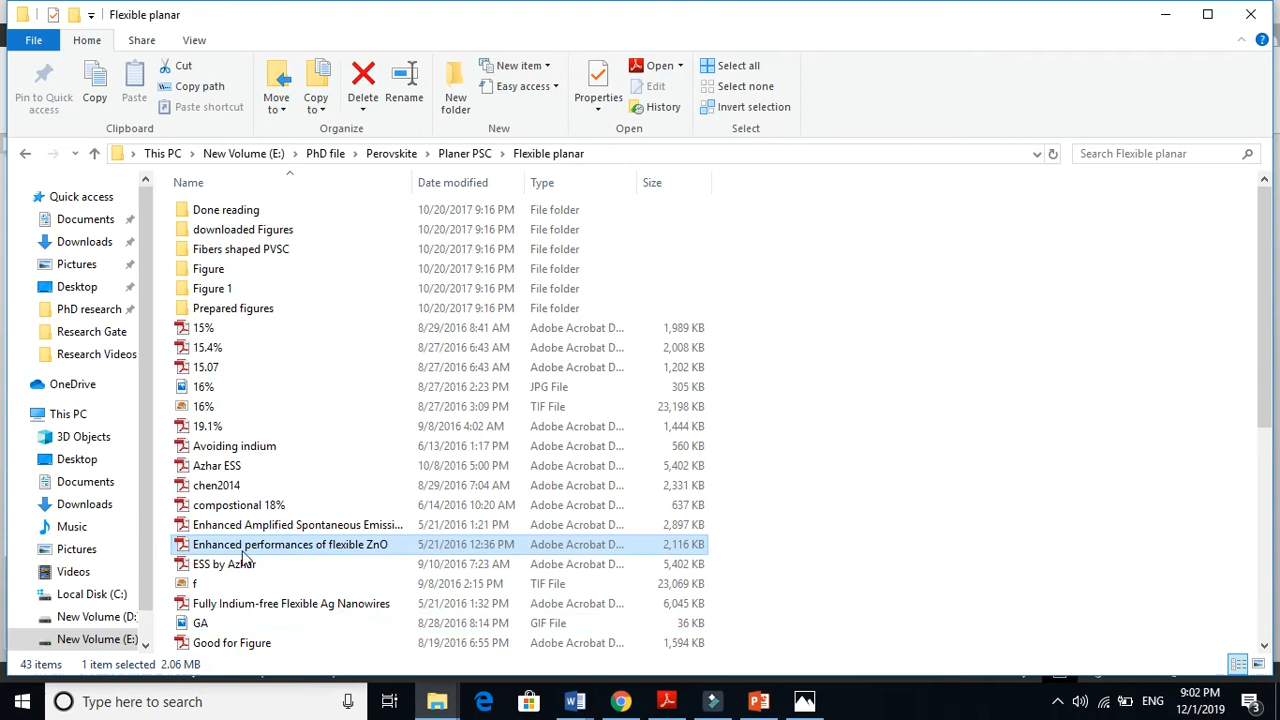 Flexible planar
File Home Share View
Pin to Quick access
Copy
Paste
Cut
Copy path
Paste shortcut
Clipboard
Move to
Copy to
Delete
Rename
Organize
New folder
New item
Easy access
New
Properties
Open
Edit
History
Open
Select all
Select none
Invert selection
Select
This PC > New Volume (E:) > PhD file > Perovskite > Planer PSC > Flexible planar
Search Flexible planar
Quick access
Documents
Downloads
Pictures
Desktop
PhD research
Research Gate
Research Videos
OneDrive
This PC
3D Objects
Desktop
Documents
Downloads
Music
Pictures
Videos
Local Disk (C:)
New Volume (D:
New Volume (E:)
Name Date modified Type Size
Done reading 10/20/2017 9:16 PM File folder
downloaded Figures 10/20/2017 9:16 PM File folder
Fibers shaped PVSC 10/20/2017 9:16 PM File folder
Figure 10/20/2017 9:16 PM File folder
Figure 1 10/20/2017 9:16 PM File folder
Prepared figures 10/20/2017 9:16 PM File folder
15% 8/29/2016 8:41 AM Adobe Acrobat D... 1,989 KB
15.4% 8/27/2016 6:43 AM Adobe Acrobat D... 2,008 KB
15.07 8/27/2016 6:43 AM Adobe Acrobat D... 1,202 KB
16% 8/27/2016 2:23 PM JPG File 305 KB
16% 8/27/2016 3:09 PM TIF File 23,198 KB
19.1% 9/8/2016 4:02 AM Adobe Acrobat D... 1,444 KB
Avoiding indium 6/13/2016 1:17 PM Adobe Acrobat D... 560 KB
Azhar ESS 10/8/2016 5:00 PM Adobe Acrobat D... 5,402 KB
chen2014 8/29/2016 7:04 AM Adobe Acrobat D... 2,331 KB
compostional 18% 6/14/2016 10:20 AM Adobe Acrobat D... 637 KB
Enhanced Amplified Spontaneous Emissi... 5/21/2016 1:21 PM Adobe Acrobat D... 2,897 KB
Enhanced performances of flexible ZnO 5/21/2016 12:36 PM Adobe Acrobat D... 2,116 KB
ESS by Azhar 9/10/2016 7:23 AM Adobe Acrobat D... 5,402 KB
f 9/8/2016 2:15 PM TIF File 23,069 KB
Fully Indium-free Flexible Ag Nanowires 5/21/2016 1:32 PM Adobe Acrobat D... 6,045 KB
GA 8/28/2016 8:14 PM GIF File 36 KB
Good for Figure 8/19/2016 6:55 PM Adobe Acrobat D... 1,594 KB
43 items 1 item selected 2.06 MB
Type here to search
ENG
9:02 PM
12/1/2019
3